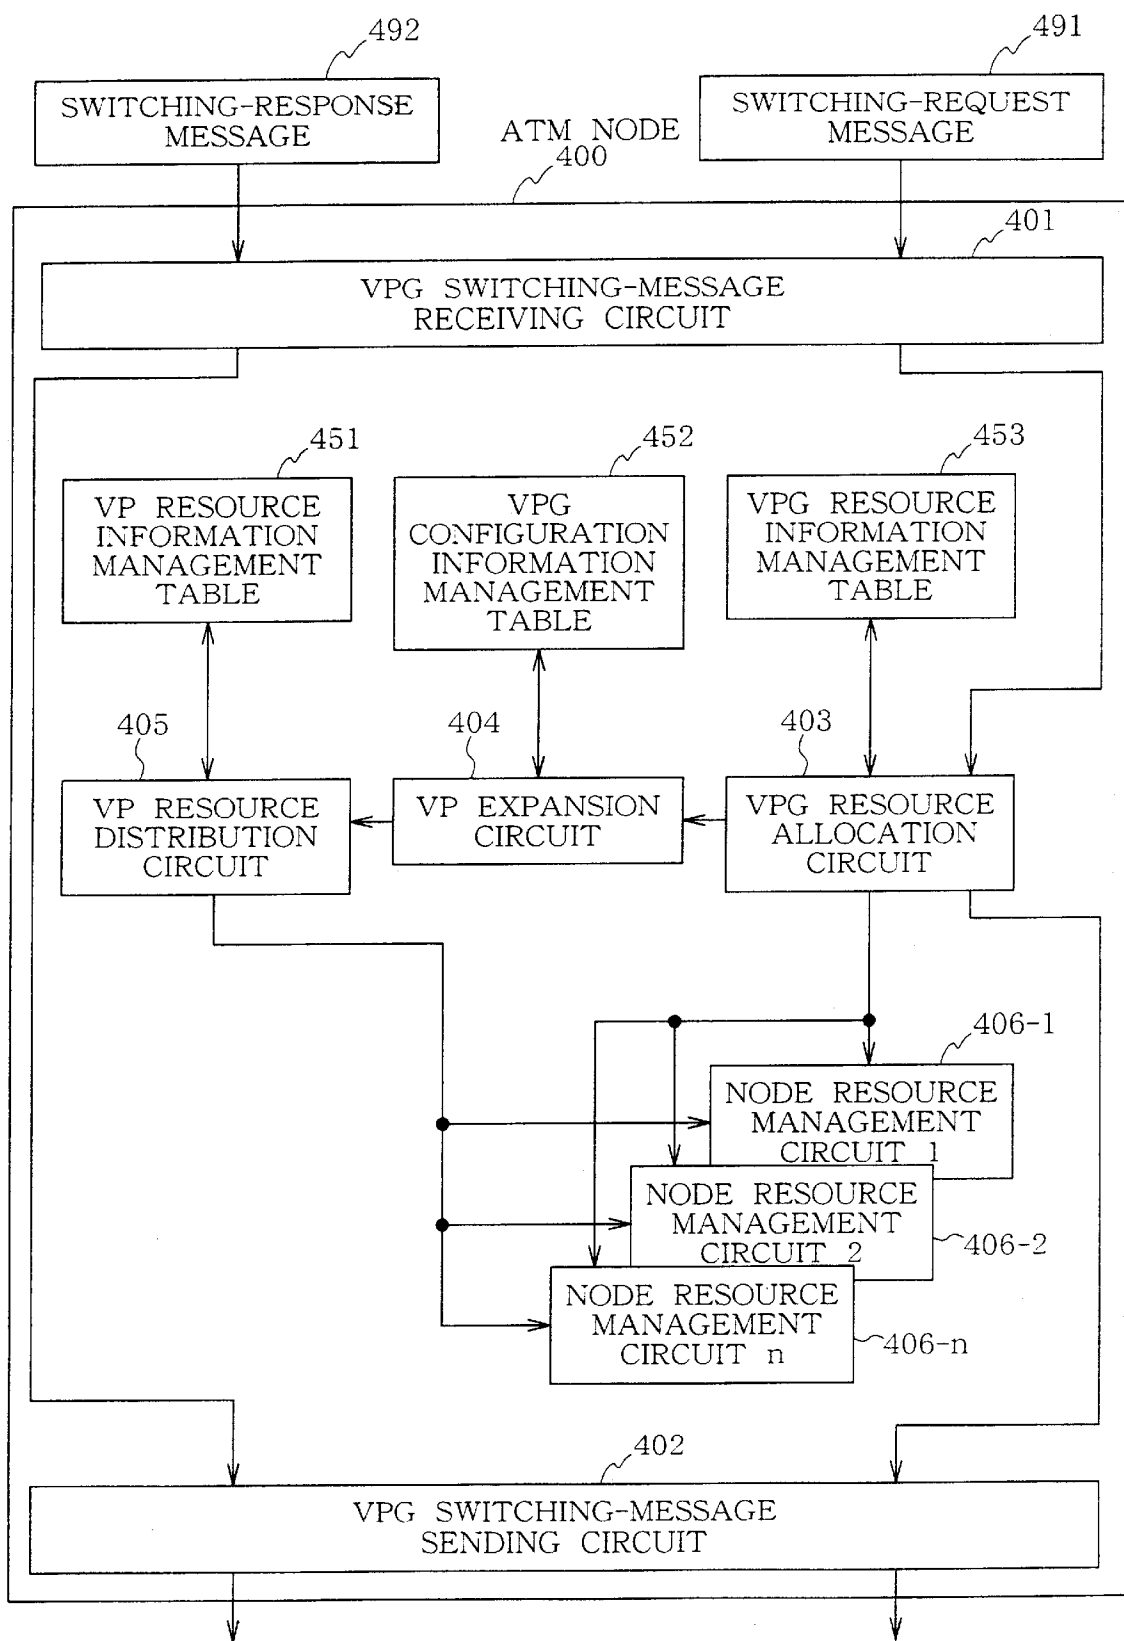 492
491
SWITCHING-RESPONSE
MESSAGE
SWITCHING-REQUEST
MESSAGE
ATM NODE
400
401
VPG SWITCHING-MESSAGE
RECEIVING CIRCUIT
451
452
453
VP RESOURCE
INFORMATION
MANAGEMENT
TABLE
VPG
CONFIGURATION
INFORMATION
MANAGEMENT
TABLE
VPG RESOURCE
INFORMATION
MANAGEMENT
TABLE
405
404
403
VP RESOURCE
DISTRIBUTION
CIRCUIT
VP EXPANSION
CIRCUIT
VPG RESOURCE
ALLOCATION
CIRCUIT
406-1
NODE RESOURCE
MANAGEMENT
CIRCUIT 1
NODE RESOURCE
MANAGEMENT
CIRCUIT 2
406-2
NODE RESOURCE
MANAGEMENT
CIRCUIT n
406-n
402
VPG SWITCHING-MESSAGE
SENDING CIRCUIT